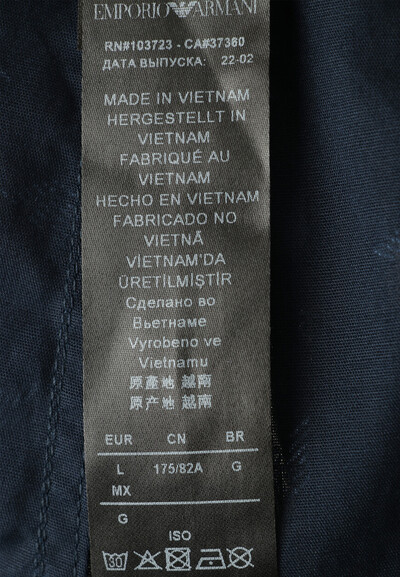 EMPORIO ARMANI
RN#103723 - CA#37360
ДАТА ВЫПУСКА: 22-02
MADE IN VIETNAM
HERGESTELLT IN
VIETNAM
FABRIQUÉ AU
VIETNAM
HECHO EN VIETNAM
FABRICADO NO
VIETNÃ
VIETNAM'DA
ÜRETİLMİŞTİR
Сделано во
Вьетнаме
Vyrobeno ve
Vietnamu
原產地 越南
原产地 越南
EUR CN BR
L 175/82A G
MX
G
ISO
30